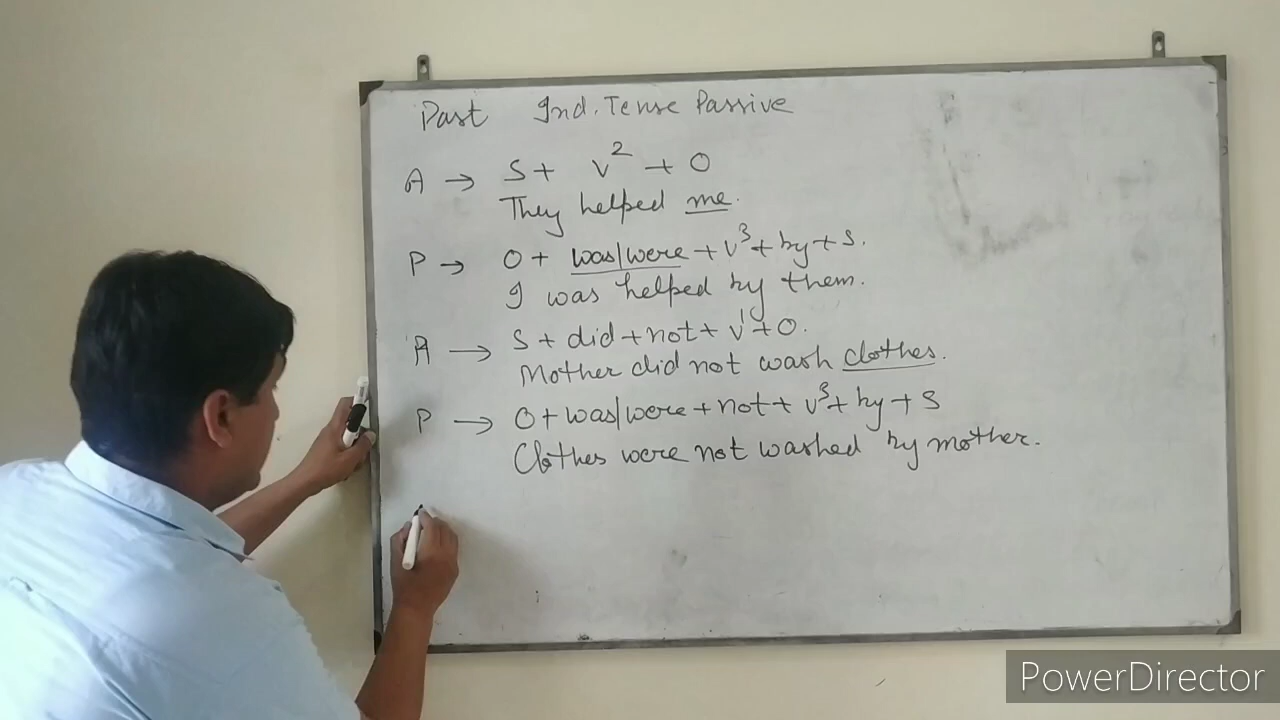 Past Ind. Tense Passive
A → S + V² + O
They helped me.
P → O + was/were + V³ + by + S.
I was helped by them.
A → S + did + not + V¹ + O.
Mother did not wash clothes.
P → O + was/were + not + V³ + by + S
Clothes were not washed by mother.
PowerDirector